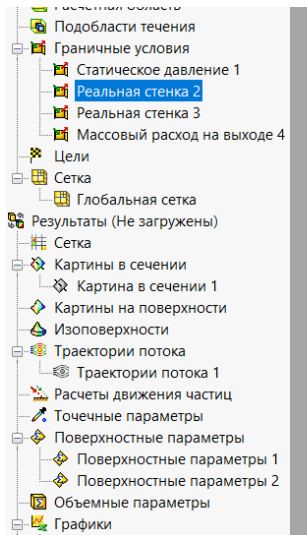 Расчетная область
Подобласти течения
Граничные условия
Статическое давление 1
Реальная стенка 2
Реальная стенка 3
Массовый расход на выходе 4
Цели
Сетка
Глобальная сетка
Результаты (Не загружены)
Сетка
Картины в сечении
Картина в сечении 1
Картины на поверхности
Изоповерхности
Траектории потока
Траектории потока 1
Расчеты движения частиц
Точечные параметры
Поверхностные параметры
Поверхностные параметры 1
Поверхностные параметры 2
Объемные параметры
Графики